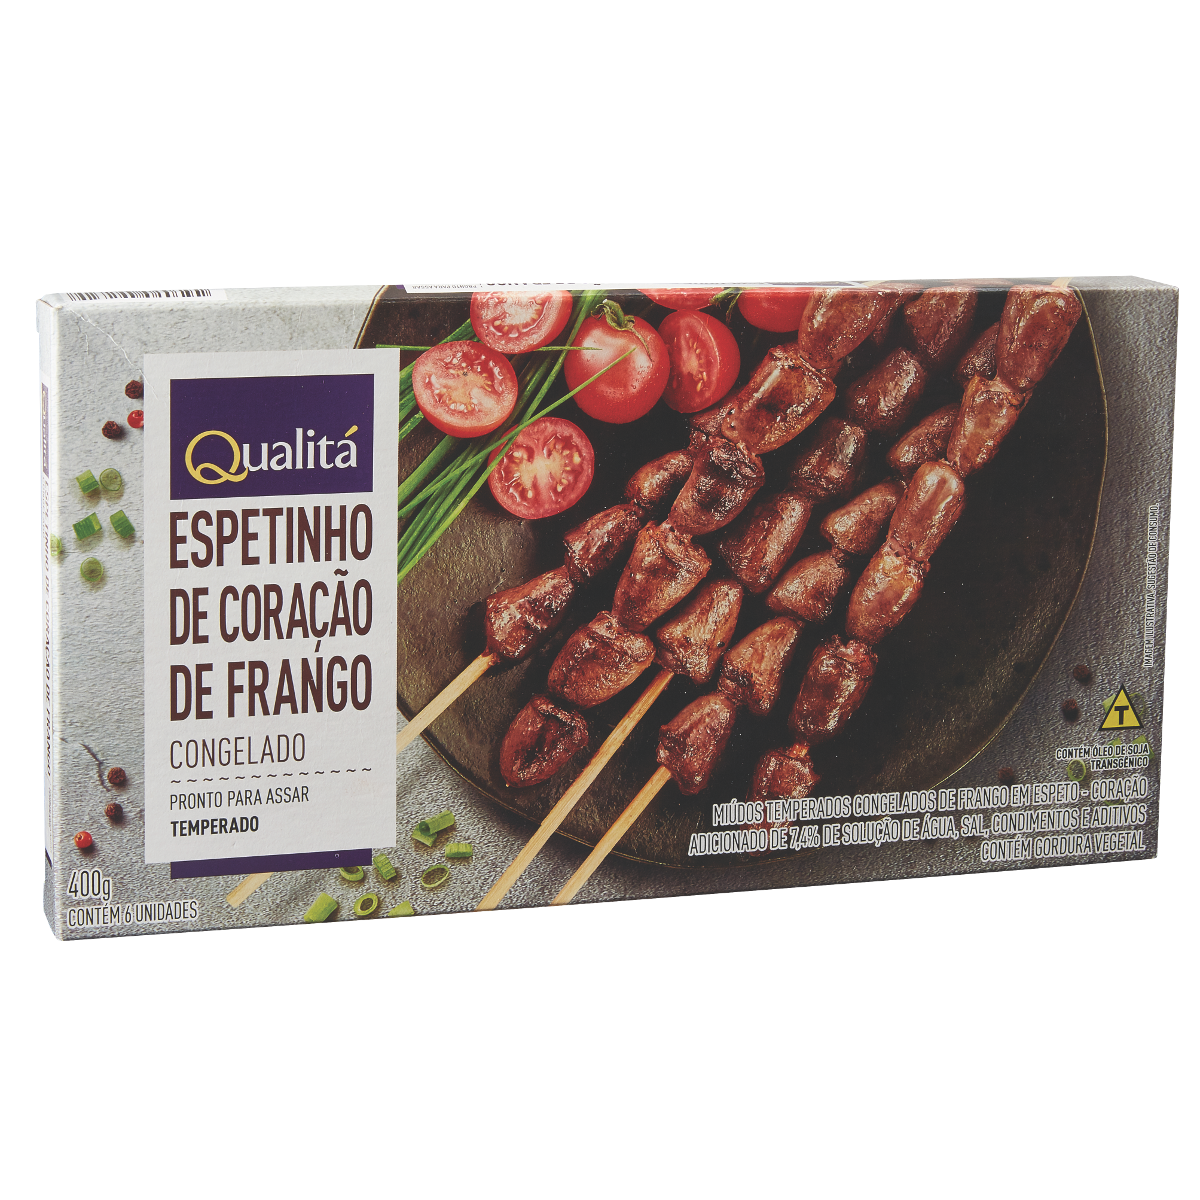 Qualitá
ESPETINHO
DE CORAÇÃO
DE FRANGO
CONGELADO
PRONTO PARA ASSAR
TEMPERADO
400g
CONTÉM 6 UNIDADES
IMAGEM ILUSTRATIVA. SUGESTÃO DE CONSUMO.
T
CONTÉM ÓLEO DE SOJA
TRANSGÊNICO
MIÚDOS TEMPERADOS CONGELADOS DE FRANGO EM ESPETO - CORAÇÃO
ADICIONADO DE 7,4% DE SOLUÇÃO DE ÁGUA, SAL, CONDIMENTOS E ADITIVOS
CONTÉM GORDURA VEGETAL